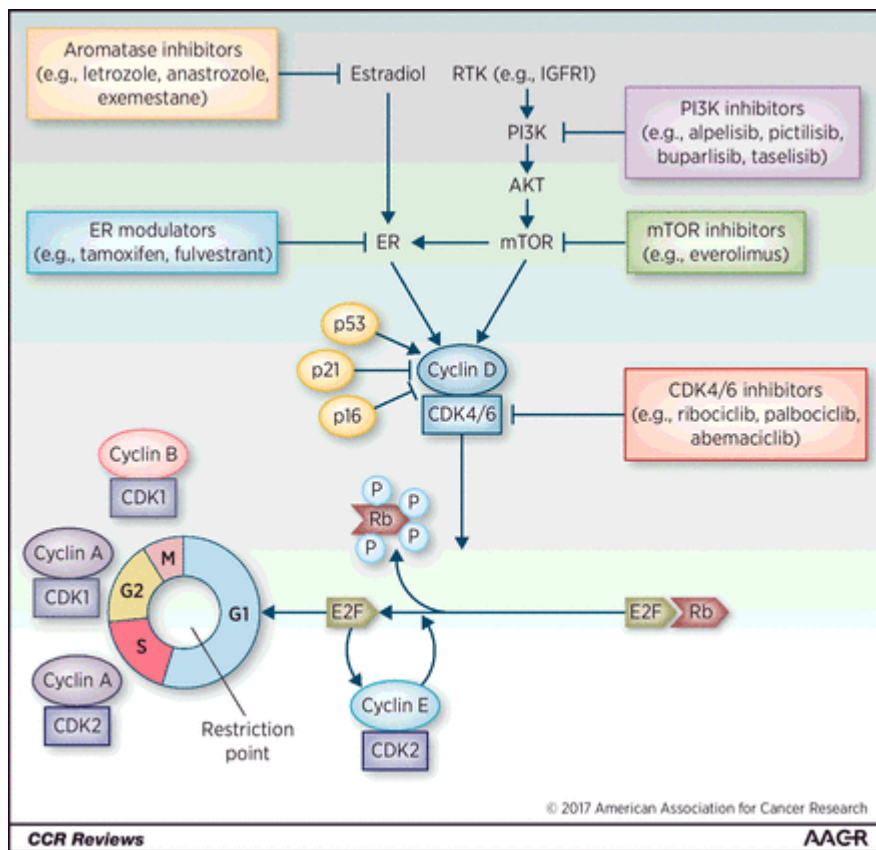 Aromatase inhibitors
(e.g., letrozole, anastrozole,
exemestane)
Estradiol
RTK (e.g., IGFR1)
PI3K
PI3K inhibitors
(e.g., alpelisib, pictilisib,
buparlisib, taselisib)
AKT
ER modulators
(e.g., tamoxifen, fulvestrant)
ER
mTOR
mTOR inhibitors
(e.g., everolimus)
p53
p21
p16
Cyclin D
CDK4/6
CDK4/6 inhibitors
(e.g., ribociclib, palbociclib,
abemaciclib)
Cyclin B
CDK1
P
P
Rb
P
P
Cyclin A
CDK1
M
G2
G1
S
E2F
E2F
Rb
Cyclin A
CDK2
Restriction
point
Cyclin E
CDK2
© 2017 American Association for Cancer Research
CCR Reviews
AACR